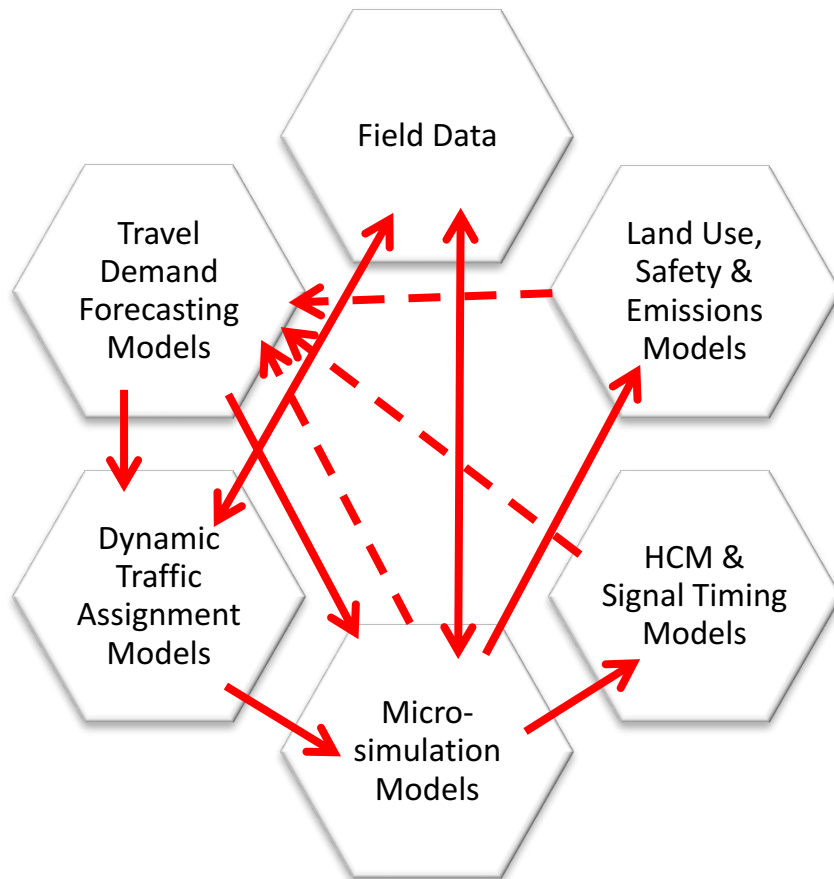 Field Data
Travel
Demand
Forecasting
Models
Land Use,
Safety &
Emissions
Models
Dynamic
Traffic
Assignment
Models
HCM &
Signal Timing
Models
Micro-
simulation
Models